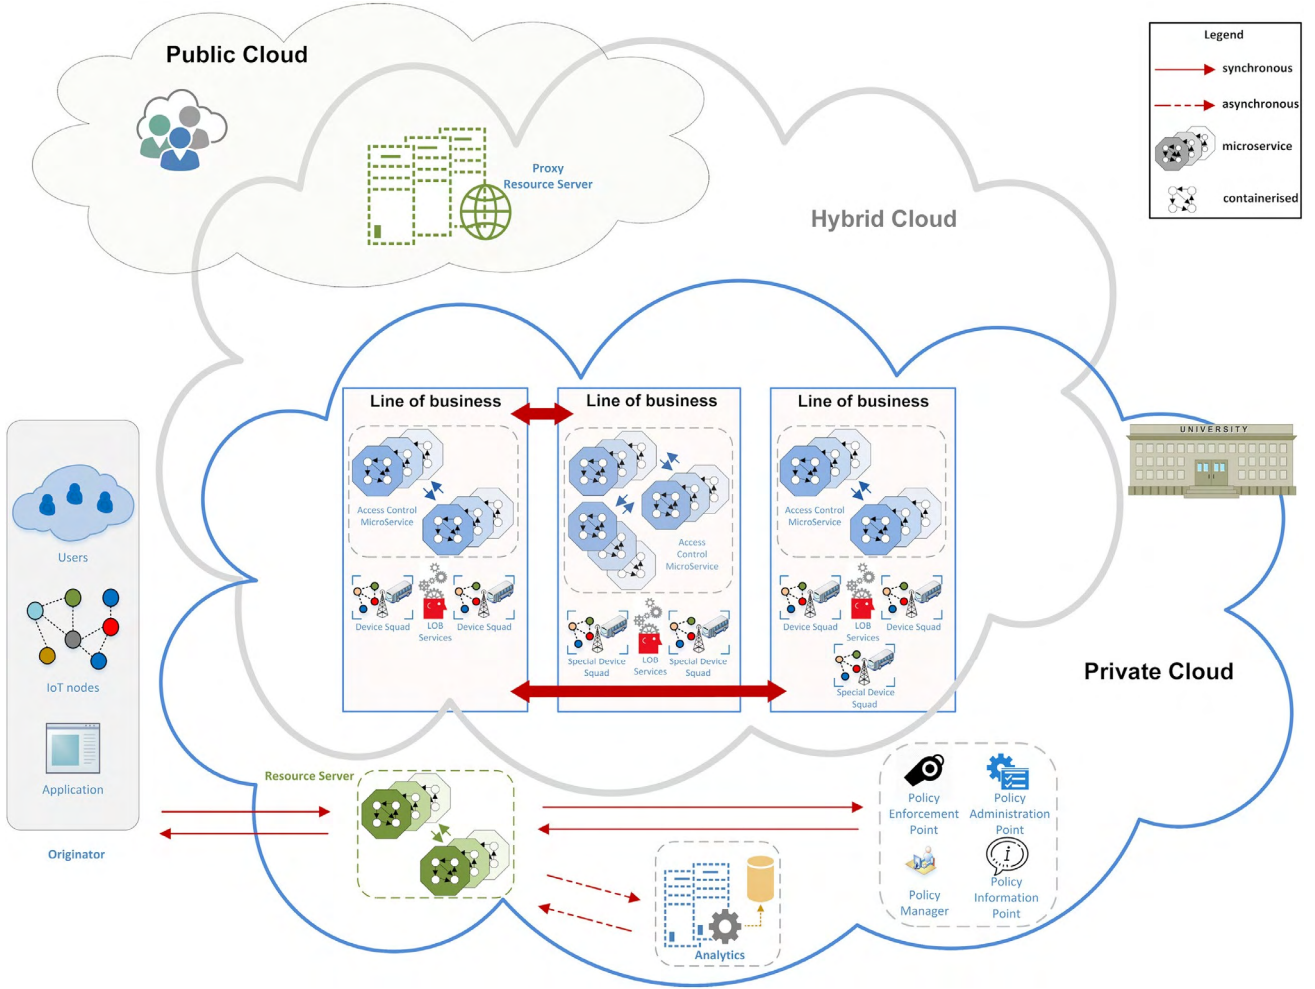 Public Cloud
Proxy
Resource Server
Hybrid Cloud
Legend
synchronous
asynchronous
microservice
containerised
UNIVERSITY
Private Cloud
Line of business
Access Control
MicroService
Device Squad
LOB
Services
Device Squad
Line of business
Access
Control
MicroService
Special Device
Squad
LOB
Services
Special Device
Squad
Line of business
Access Control
MicroService
Device Squad
LOB
Services
Device Squad
Special Device
Squad
Users
IoT nodes
Application
Originator
Resource Server
Analytics
Policy
Enforcement
Point
Policy
Administration
Point
Policy
Manager
Policy
Information
Point